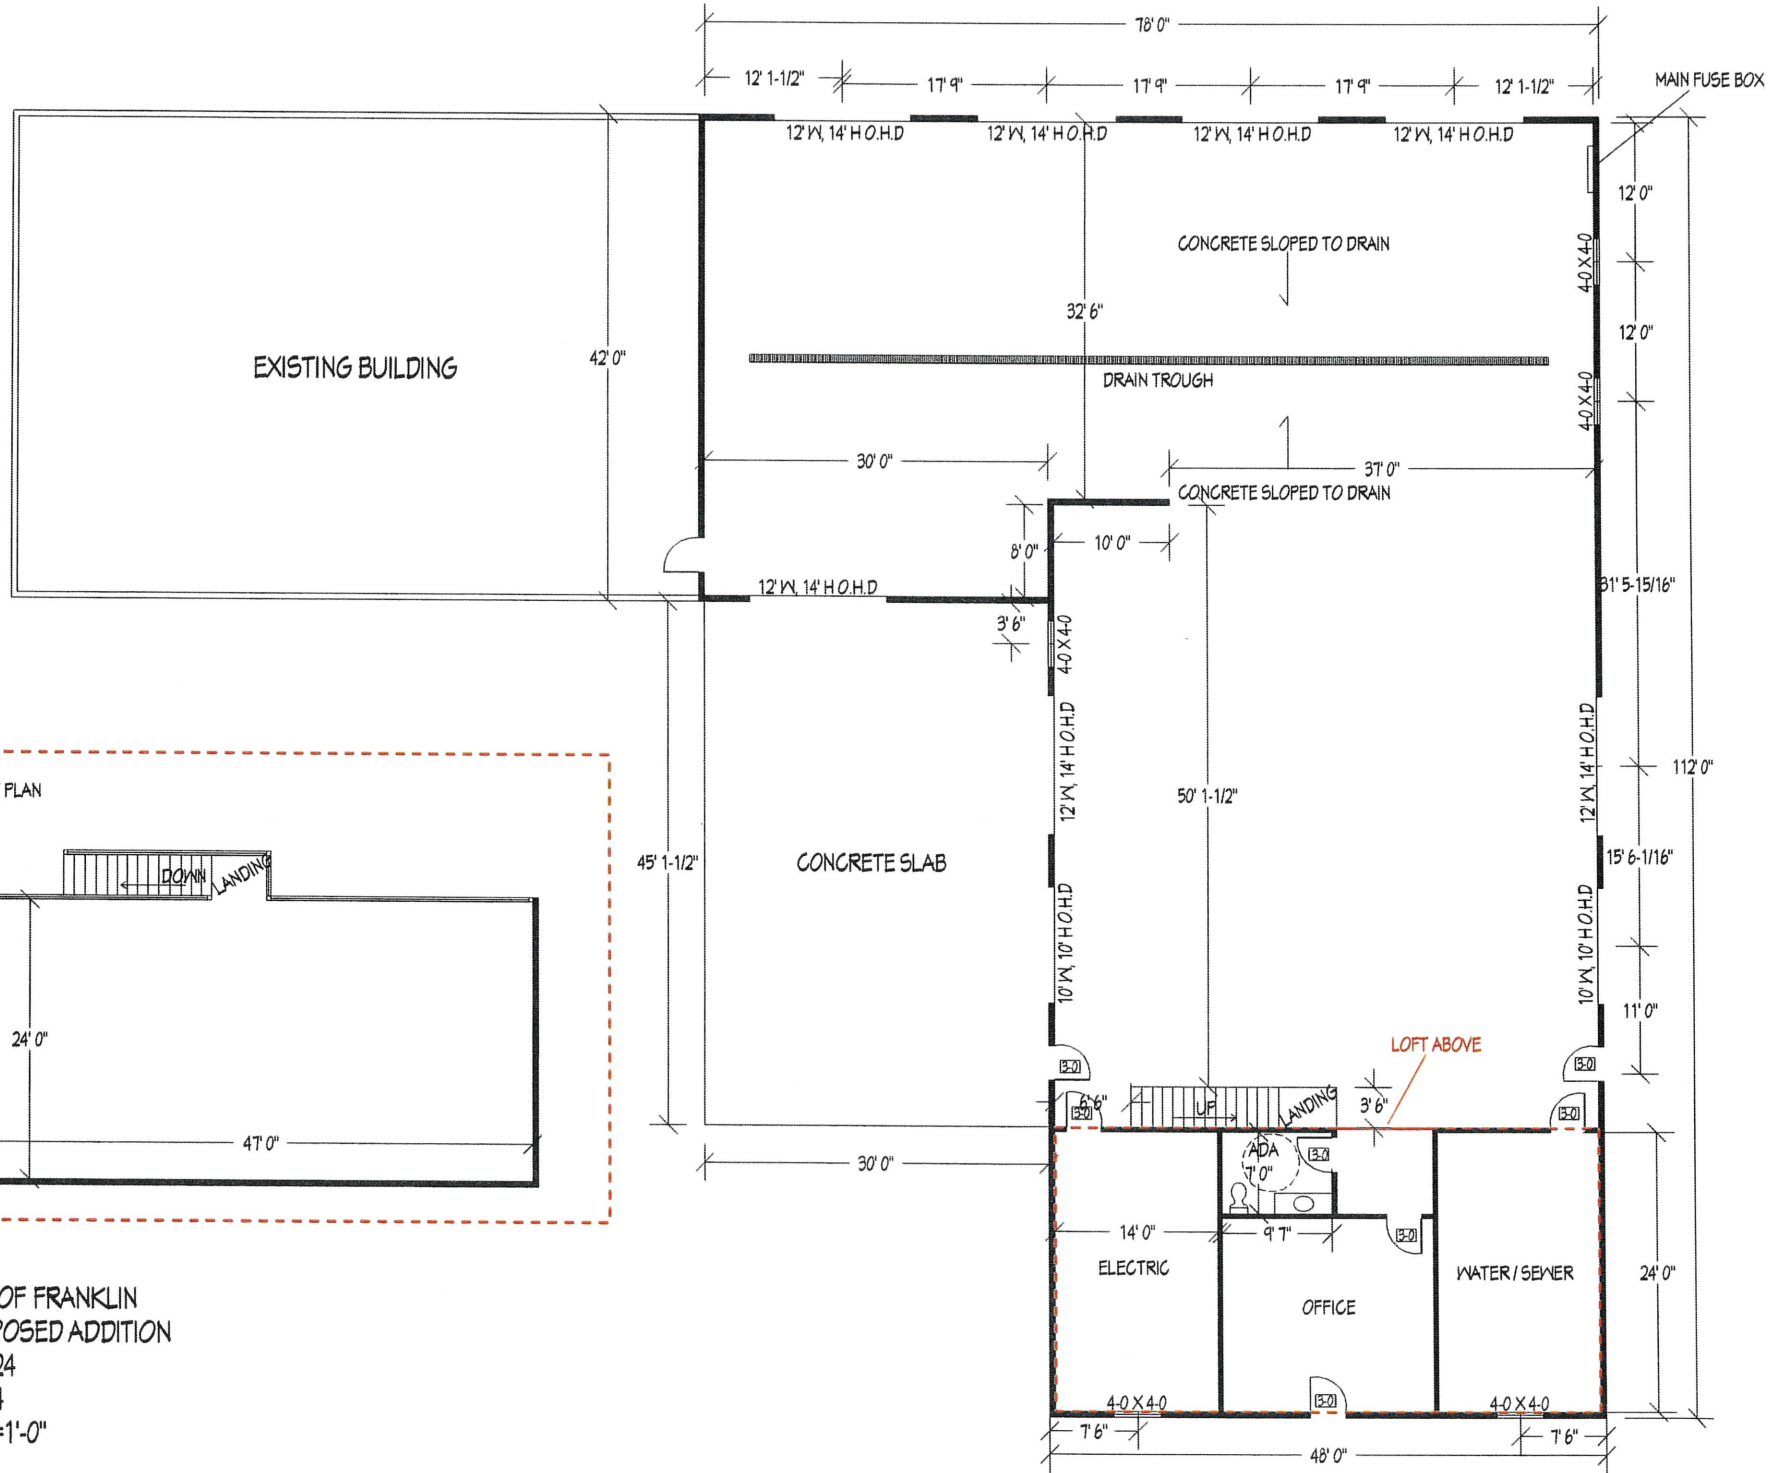 78' 0"
12' 1-1/2"
17' 9"
17' 9"
17' 9"
12' 1-1/2"
MAIN FUSE BOX
12' W, 14' H O.H.D
12' W, 14' H O.H.D
12' W, 14' H O.H.D
12' W, 14' H O.H.D
12' 0"
CONCRETE SLOPED TO DRAIN
4-0 X 4-0
32' 6"
12' 0"
EXISTING BUILDING
42' 0"
DRAIN TROUGH
4-0 X 4-0
30' 0"
37' 0"
CONCRETE SLOPED TO DRAIN
8' 0"
10' 0"
12' W, 14' H O.H.D
31' 5-15/16"
3' 6"
4-0 X 4-0
12' W, 14' H O.H.D
12' W, 14' H O.H.D
112' 0"
PLAN
50' 1-1/2"
45' 1-1/2"
CONCRETE SLAB
15' 6-1/16"
DOWN
LANDING
10' W, 10' H O.H.D
10' W, 10' H O.H.D
11' 0"
24' 0"
LOFT ABOVE
3-0
3-0
6' 6"
3-0
UP
LANDING
3' 6"
3-0
47' 0"
30' 0"
ADA
7' 0"
3-0
14' 0"
9' 7"
3-0
ELECTRIC
WATER / SEWER
24' 0"
OFFICE
OF FRANKLIN
POSED ADDITION
24
=1'-0"
4-0 X 4-0
3-0
4-0 X 4-0
7' 6"
7' 6"
48' 0"